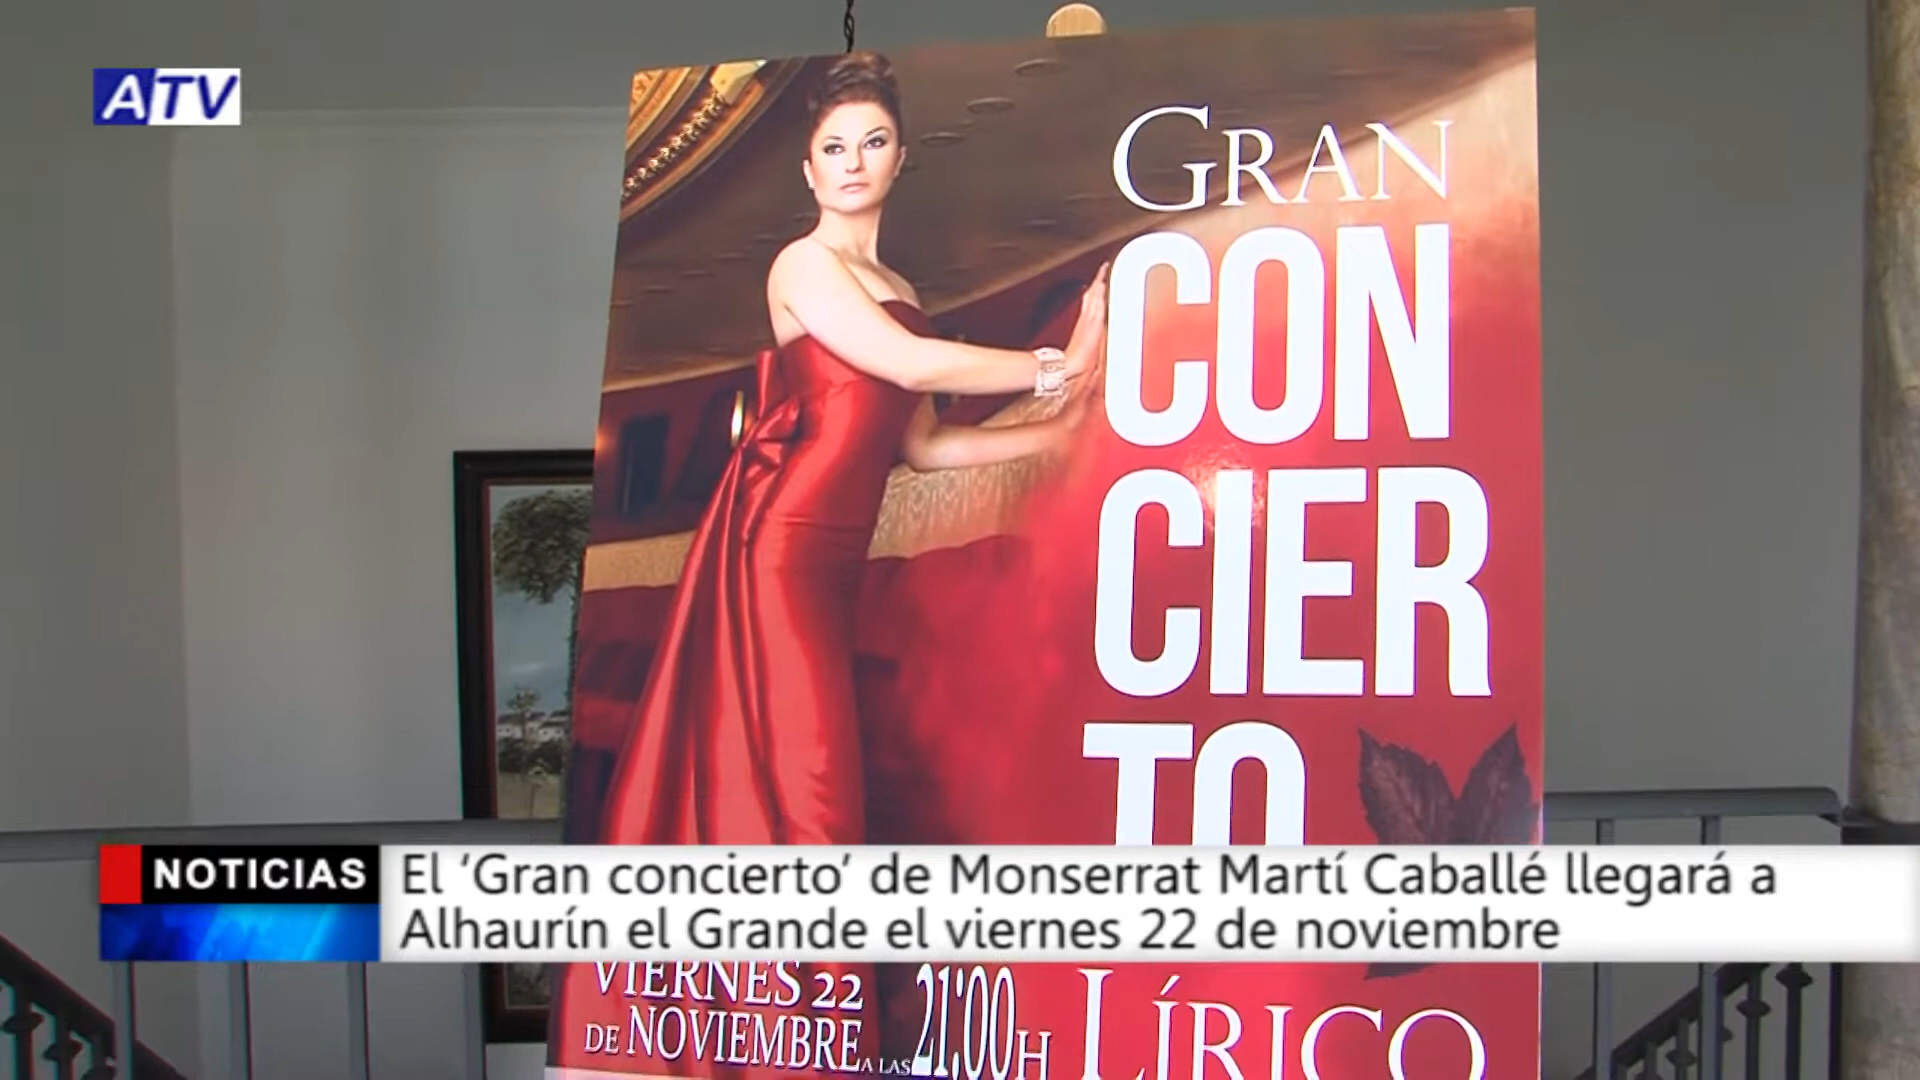 ATV
GRAN
CON
CIER
TO
NOTICIAS
El ‘Gran concierto’ de Monserrat Martí Caballé llegará a
Alhaurín el Grande el viernes 22 de noviembre
VIERNES 22
DE NOVIEMBRE A LAS 21:00H
LÍRICO